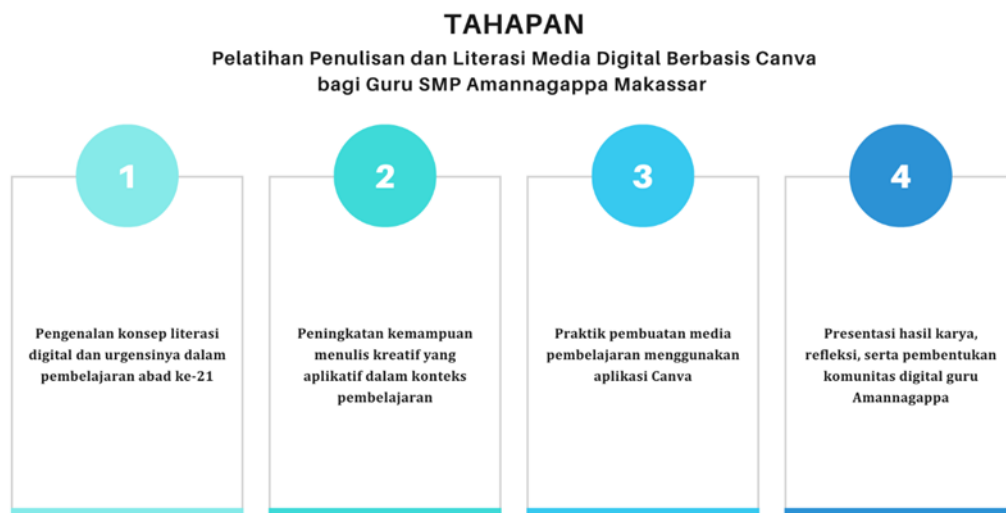 TAHAPAN
Pelatihan Penulisan dan Literasi Media Digital Berbasis Canva
bagi Guru SMP Amannagappa Makassar
1
Pengenalan konsep literasi
digital dan urgensinya dalam
pembelajaran abad ke-21
2
Peningkatan kemampuan
menulis kreatif yang
aplikatif dalam konteks
pembelajaran
3
Praktik pembuatan media
pembelajaran menggunakan
aplikasi Canva
4
Presentasi hasil karya,
refleksi, serta pembentukan
komunitas digital guru
Amannagappa